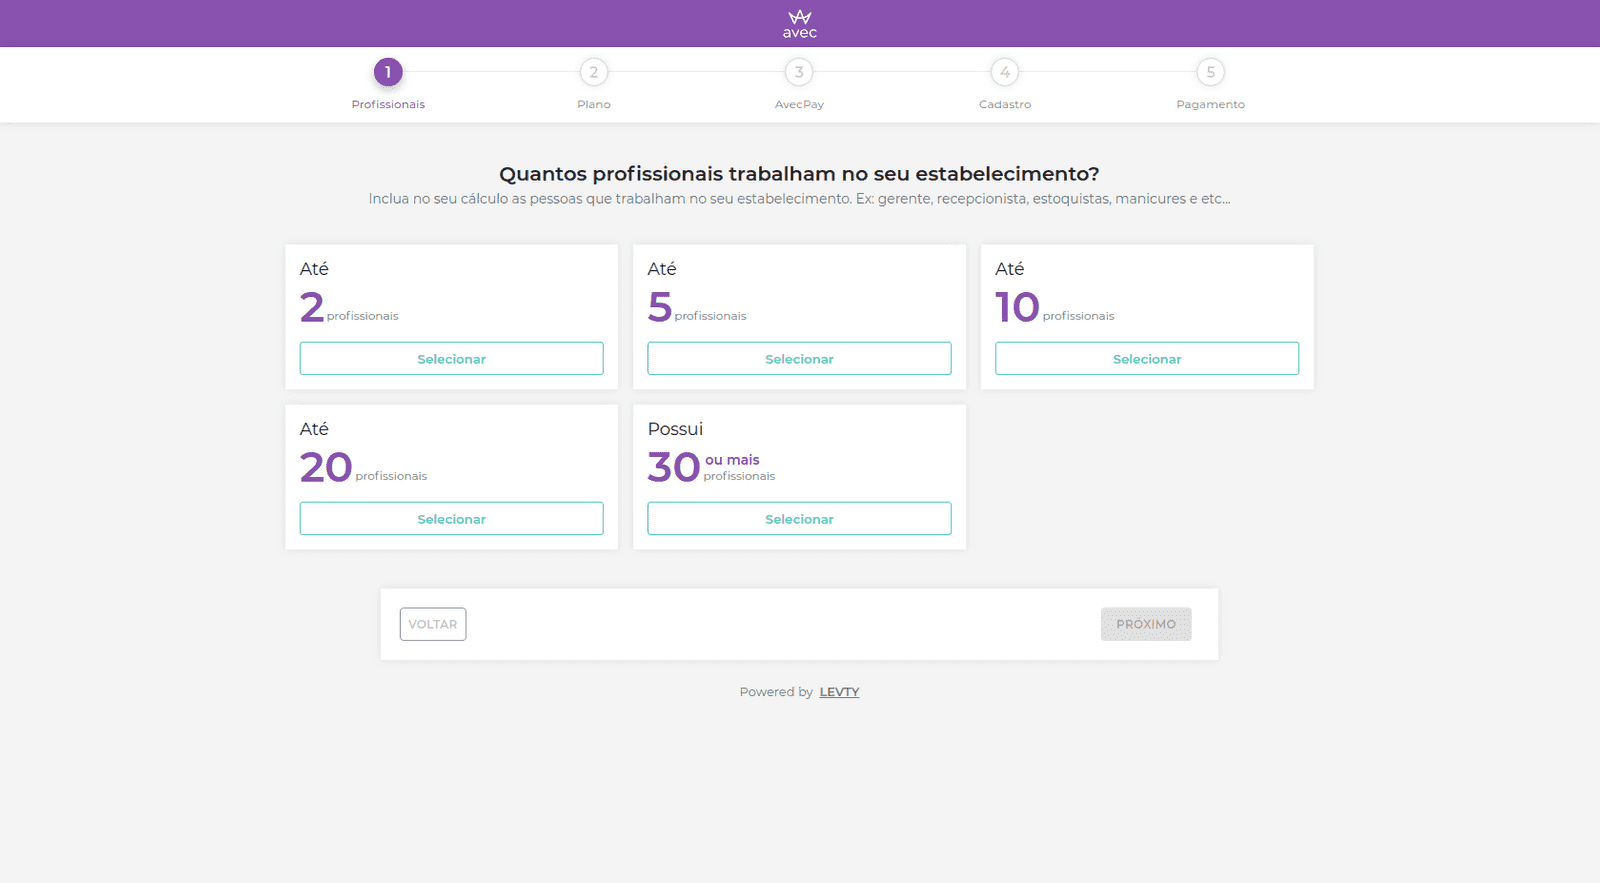 avec
1
2
3
4
5
Profissionais
Plano
AvecPay
Cadastro
Pagamento
Quantos profissionais trabalham no seu estabelecimento?
Inclua no seu cálculo as pessoas que trabalham no seu estabelecimento. Ex: gerente, recepcionista, estoquistas, manicures e etc...
Até
2 profissionais
Selecionar
Até
5 profissionais
Selecionar
Até
10 profissionais
Selecionar
Até
20 profissionais
Selecionar
Possui
30 ou mais
profissionais
Selecionar
VOLTAR
PRÓXIMO
Powered by LEVTY